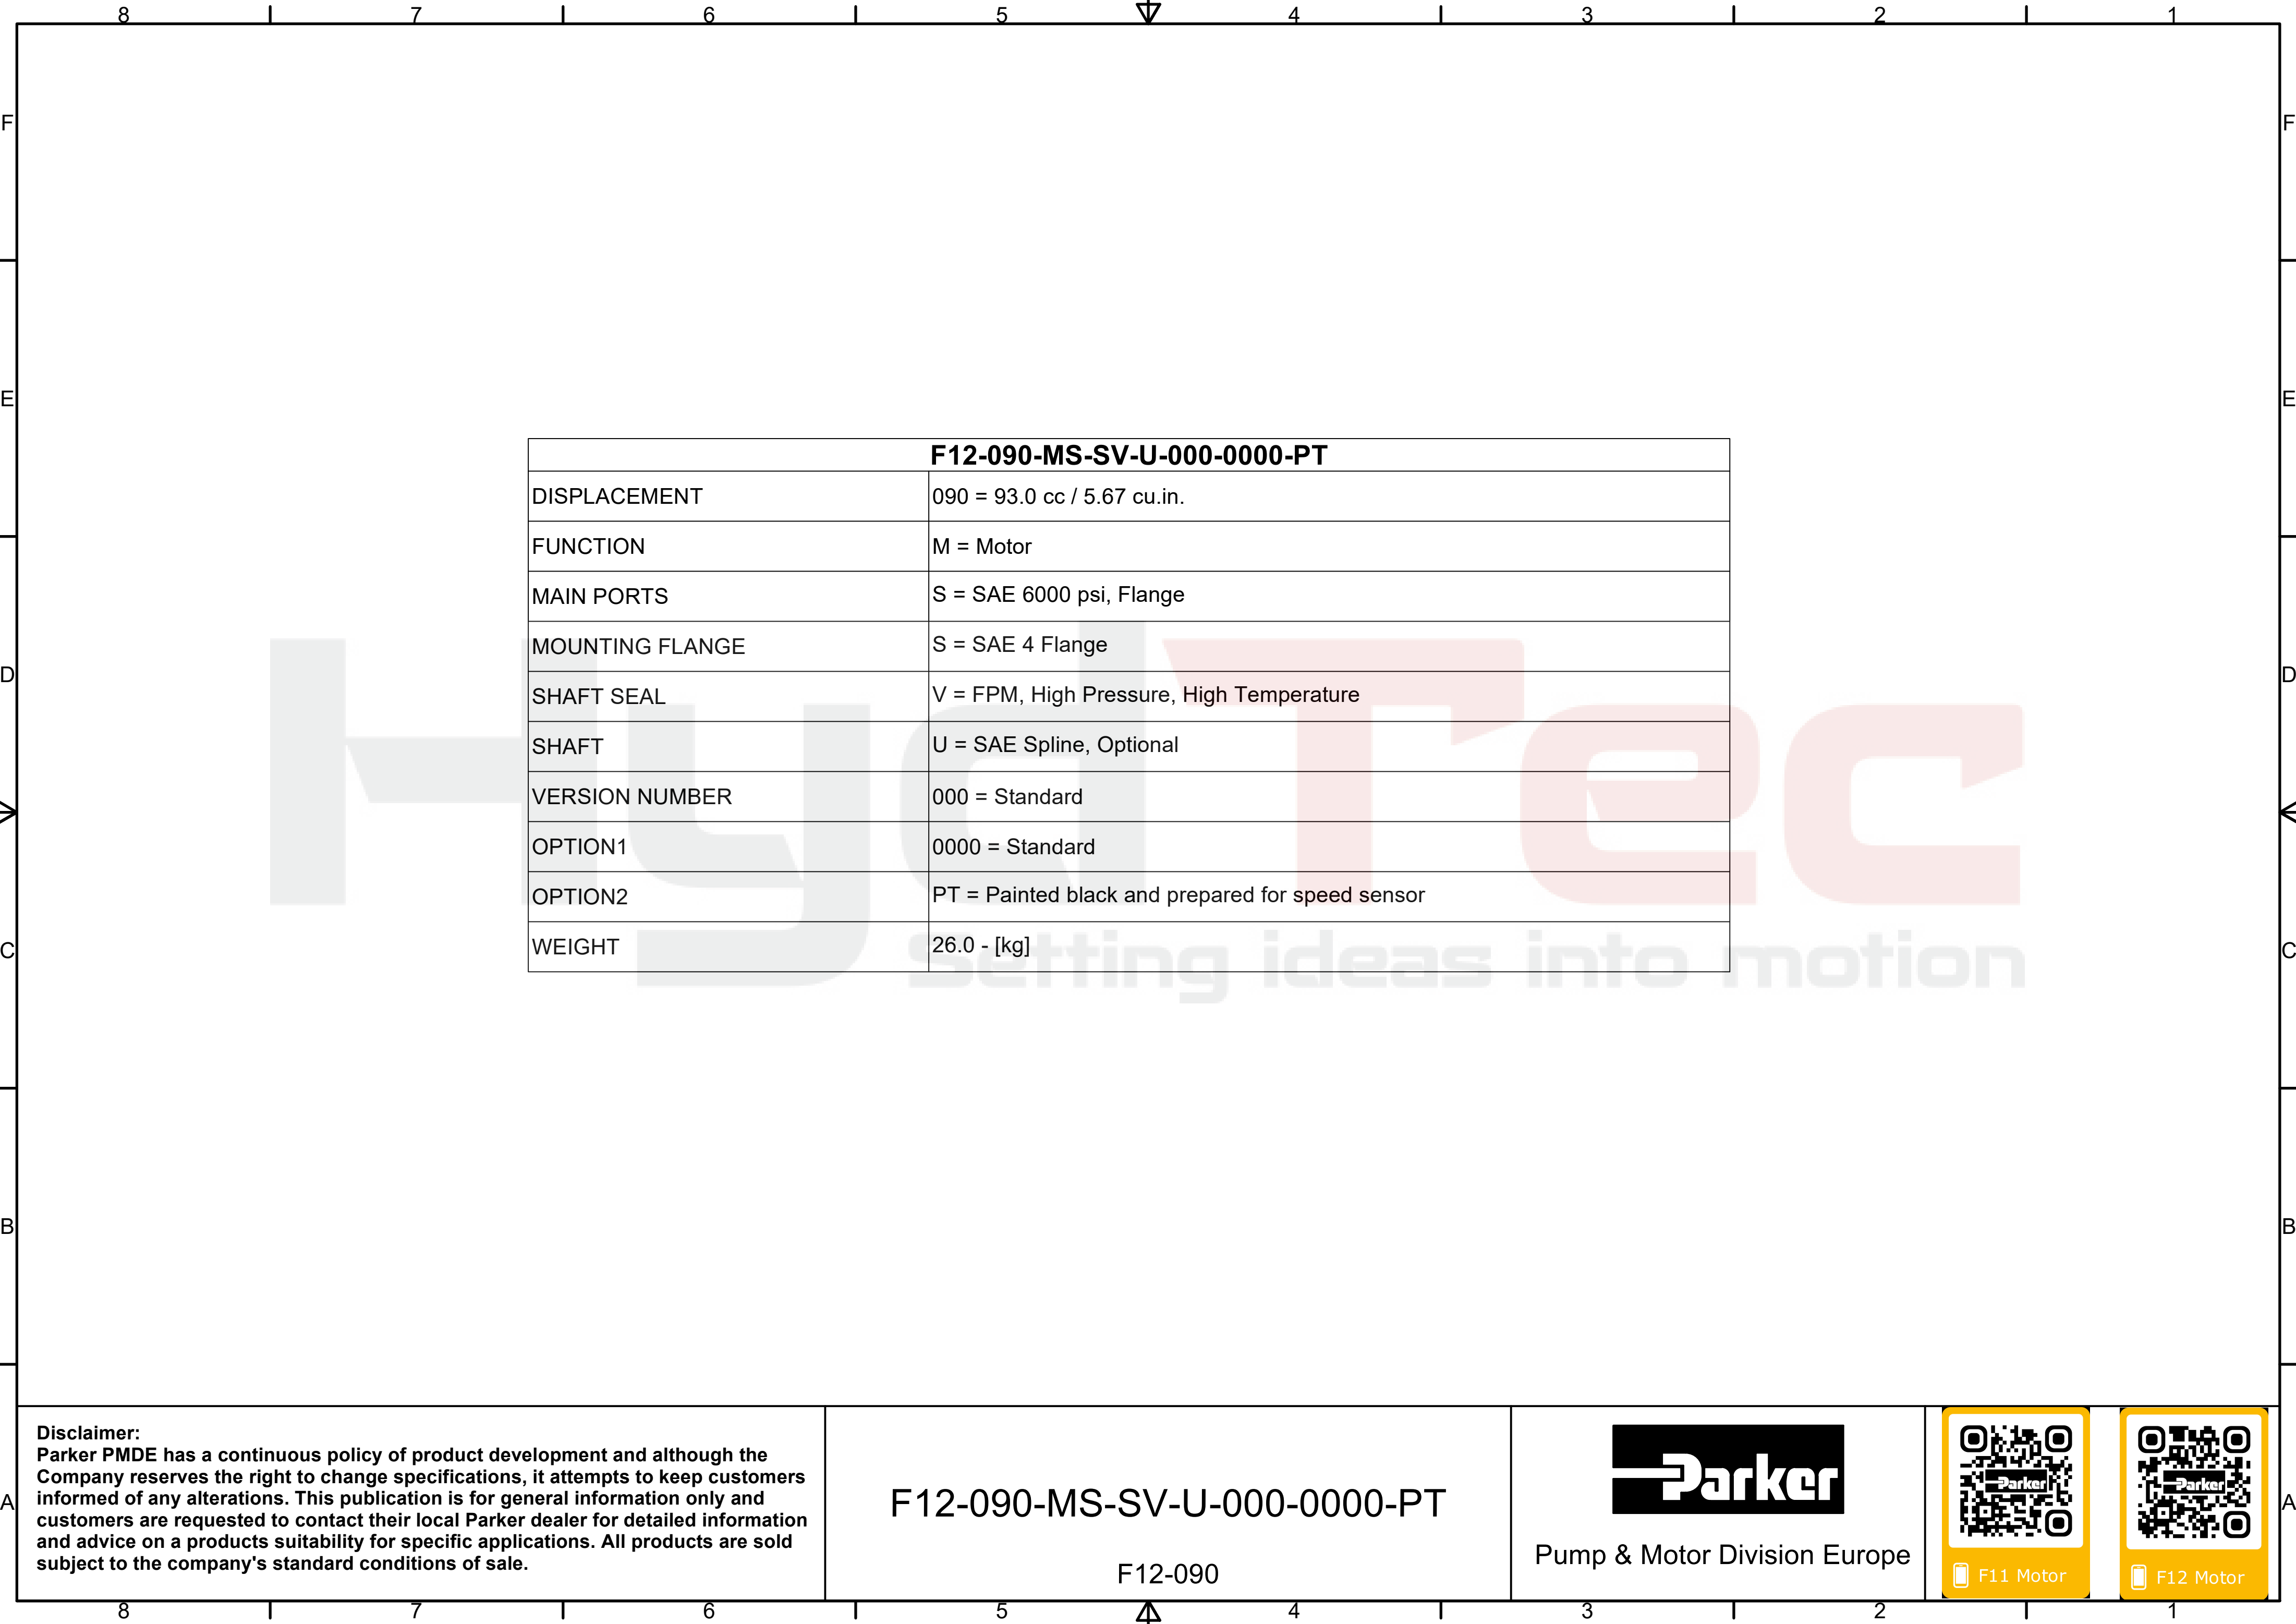 8 7 6 5 4 3 2 1
F F
E E
F12-090-MS-SV-U-000-0000-PT
DISPLACEMENT 090 = 93.0 cc / 5.67 cu.in.
FUNCTION M = Motor
MAIN PORTS S = SAE 6000 psi, Flange
MOUNTING FLANGE S = SAE 4 Flange
D D
SHAFT SEAL V = FPM, High Pressure, High Temperature
SHAFT U = SAE Spline, Optional
VERSION NUMBER 000 = Standard
OPTION1 0000 = Standard
OPTION2 PT = Painted black and prepared for speed sensor
WEIGHT 26.0 - [kg]
HydTec
Setting ideas into motion
C C
B B
Disclaimer:
Parker PMDE has a continuous policy of product development and although the
Company reserves the right to change specifications, it attempts to keep customers
informed of any alterations. This publication is for general information only and
customers are requested to contact their local Parker dealer for detailed information
and advice on a products suitability for specific applications. All products are sold
subject to the company's standard conditions of sale.
A A
F12-090-MS-SV-U-000-0000-PT
F12-090
Parker
Pump & Motor Division Europe
Parker
F11 Motor
Parker
F12 Motor
8 7 6 5 4 3 2 1